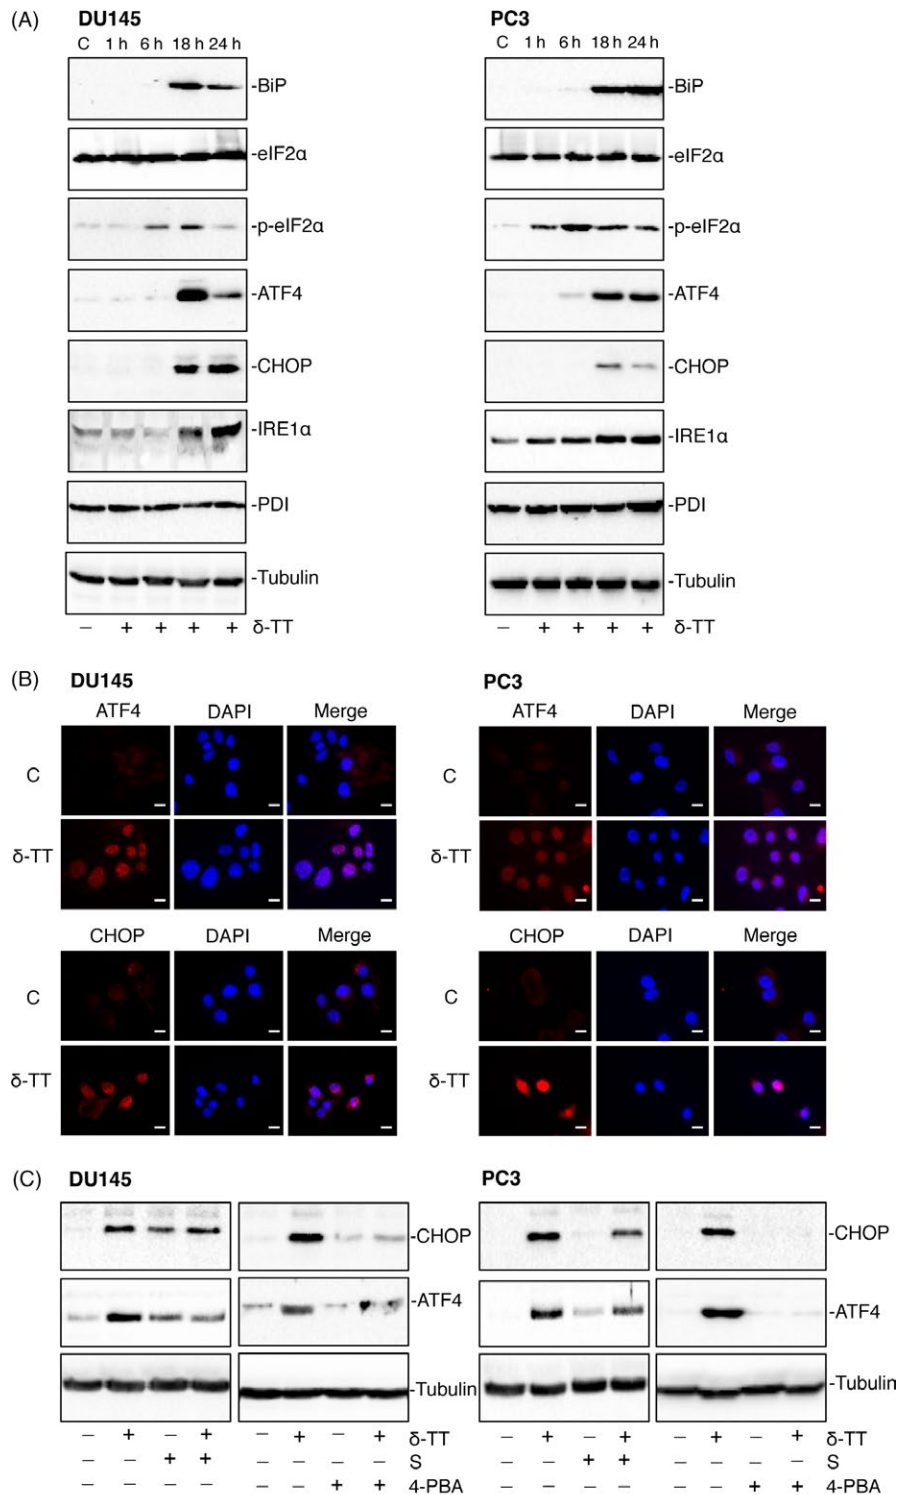 (A) DU145 PC3
C 1 h 6 h 18 h 24 h C 1 h 6 h 18 h 24 h
-BiP -BiP
-eIF2α -eIF2α
-p-eIF2α -p-eIF2α
-ATF4 -ATF4
-CHOP -CHOP
-IRE1α -IRE1α
-PDI -PDI
-Tubulin -Tubulin
– + + + + δ-TT – + + + + δ-TT
(B) DU145 PC3
ATF4 DAPI Merge ATF4 DAPI Merge
C C
δ-TT δ-TT
CHOP DAPI Merge CHOP DAPI Merge
C C
δ-TT δ-TT
(C) DU145 PC3
-CHOP -CHOP
-ATF4 -ATF4
-Tubulin -Tubulin
– + – + – + – + δ-TT – + – + – + – + δ-TT
– – + + – – – – S – – + + – – – – S
– – – – – – + + 4-PBA – – – – – – + + 4-PBA